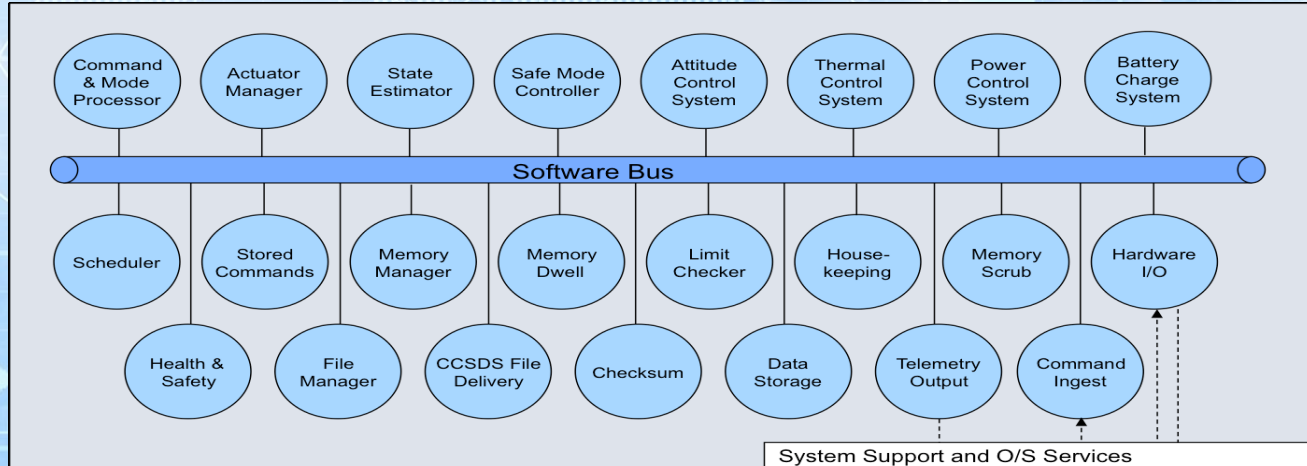 Command
& Mode
Processor
Actuator
Manager
State
Estimator
Safe Mode
Controller
Attitude
Control
System
Thermal
Control
System
Power
Control
System
Battery
Charge
System
Software Bus
Scheduler
Stored
Commands
Memory
Manager
Memory
Dwell
Limit
Checker
House-
keeping
Memory
Scrub
Hardware
I/O
Health &
Safety
File
Manager
CCSDS File
Delivery
Checksum
Data
Storage
Telemetry
Output
Command
Ingest
System Support and O/S Services